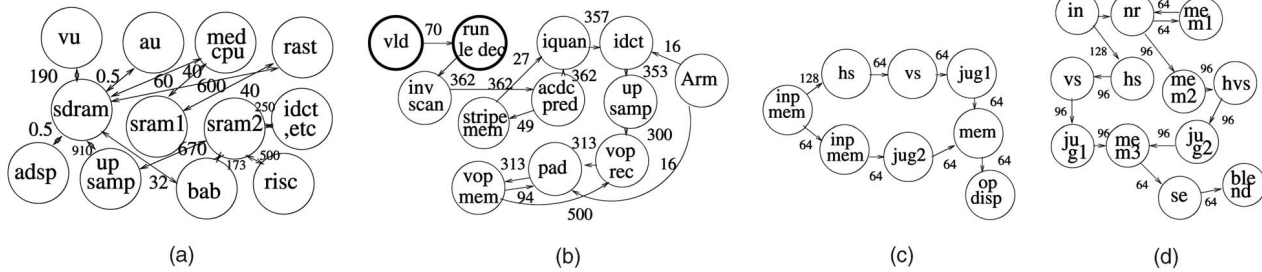 vu
au
med
cpu
rast
190
0.5
60
40
600
40
sdram
sram1
sram2
250
idct
,etc
0.5
910
670
173
500
adsp
up
samp
32
bab
risc
(a)
vld
70
run
le dec
iquan
357
idct
16
Arm
27
362
362
362
353
inv
scan
acdc
pred
up
samp
stripe
mem
49
300
313
313
vop
rec
16
pad
vop
mem
94
500
(b)
hs
64
vs
64
jug1
128
inp
mem
64
64
mem
inp
mem
jug2
64
64
64
op
disp
(c)
in
nr
64
me
m1
64
128
96
vs
hs
96
me
m2
96
hvs
96
96
ju
g1
96
me
m3
96
ju
g2
64
se
64
ble
nd
(d)